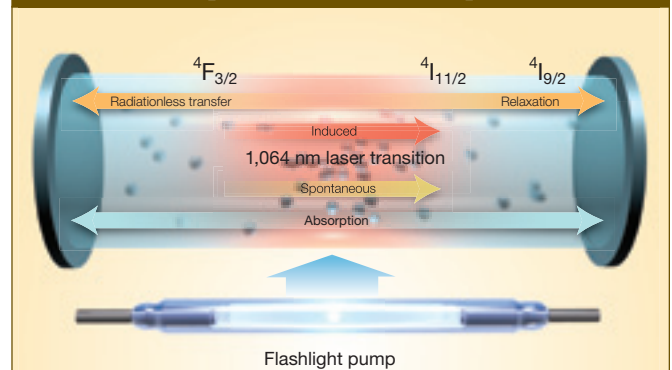 ⁴F3/2 ⁴I11/2 ⁴I9/2
Radiationless transfer Relaxation
Induced
1,064 nm laser transition
Spontaneous
Absorption
Flashlight pump